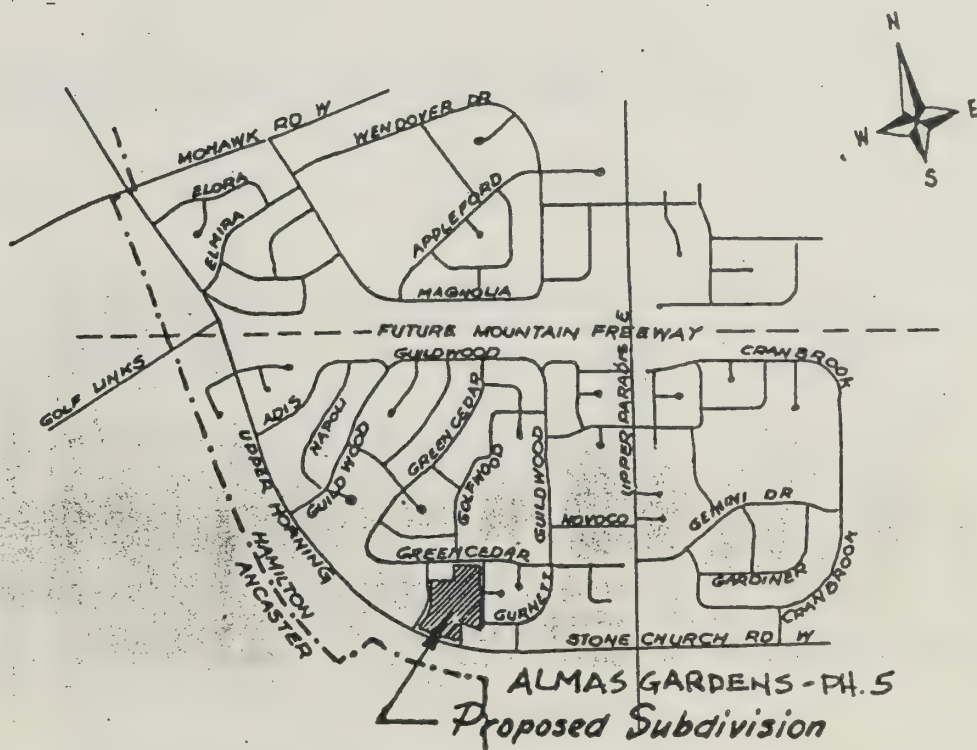 N
W E
S
MOHAWK RD W
WENDOVER DR
ELORA
ELMIRA
APPLEFORD
MAGNOLIA
FUTURE MOUNTAIN FREEWAY
GOLF LINKS
GUILDWOOD
CRANBROOK
ADIS
NAPOLI
GUILDWOOD
GREEN CEDAR
GOLFWOOD
GUILDWOOD
UPPER PARADISE
UPPER HORNING
NOVOCO
GEMINI DR
GREENCEDAR
GARDINER
CRANBROOK
HAMILTON
ANCASTER
GURNETT
STONE CHURCH RD W
ALMAS GARDENS - PH. 5
Proposed Subdivision